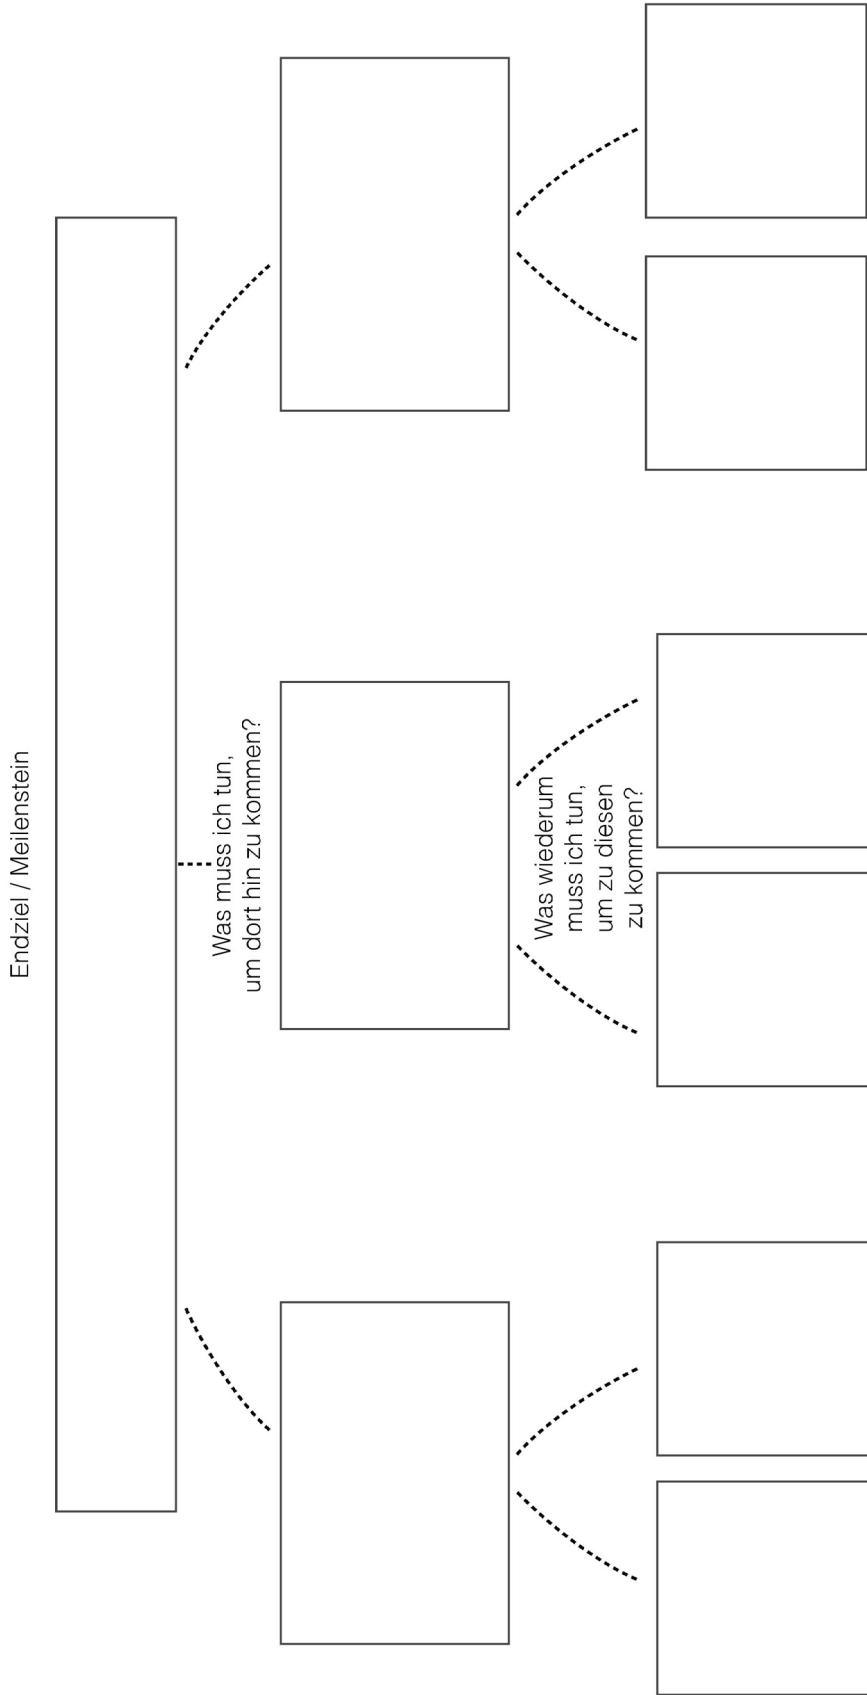 Endziel / Meilenstein
Was muss ich tun,
um dort hin zu kommen?
Was wiederum
muss ich tun,
um zu diesen
zu kommen?